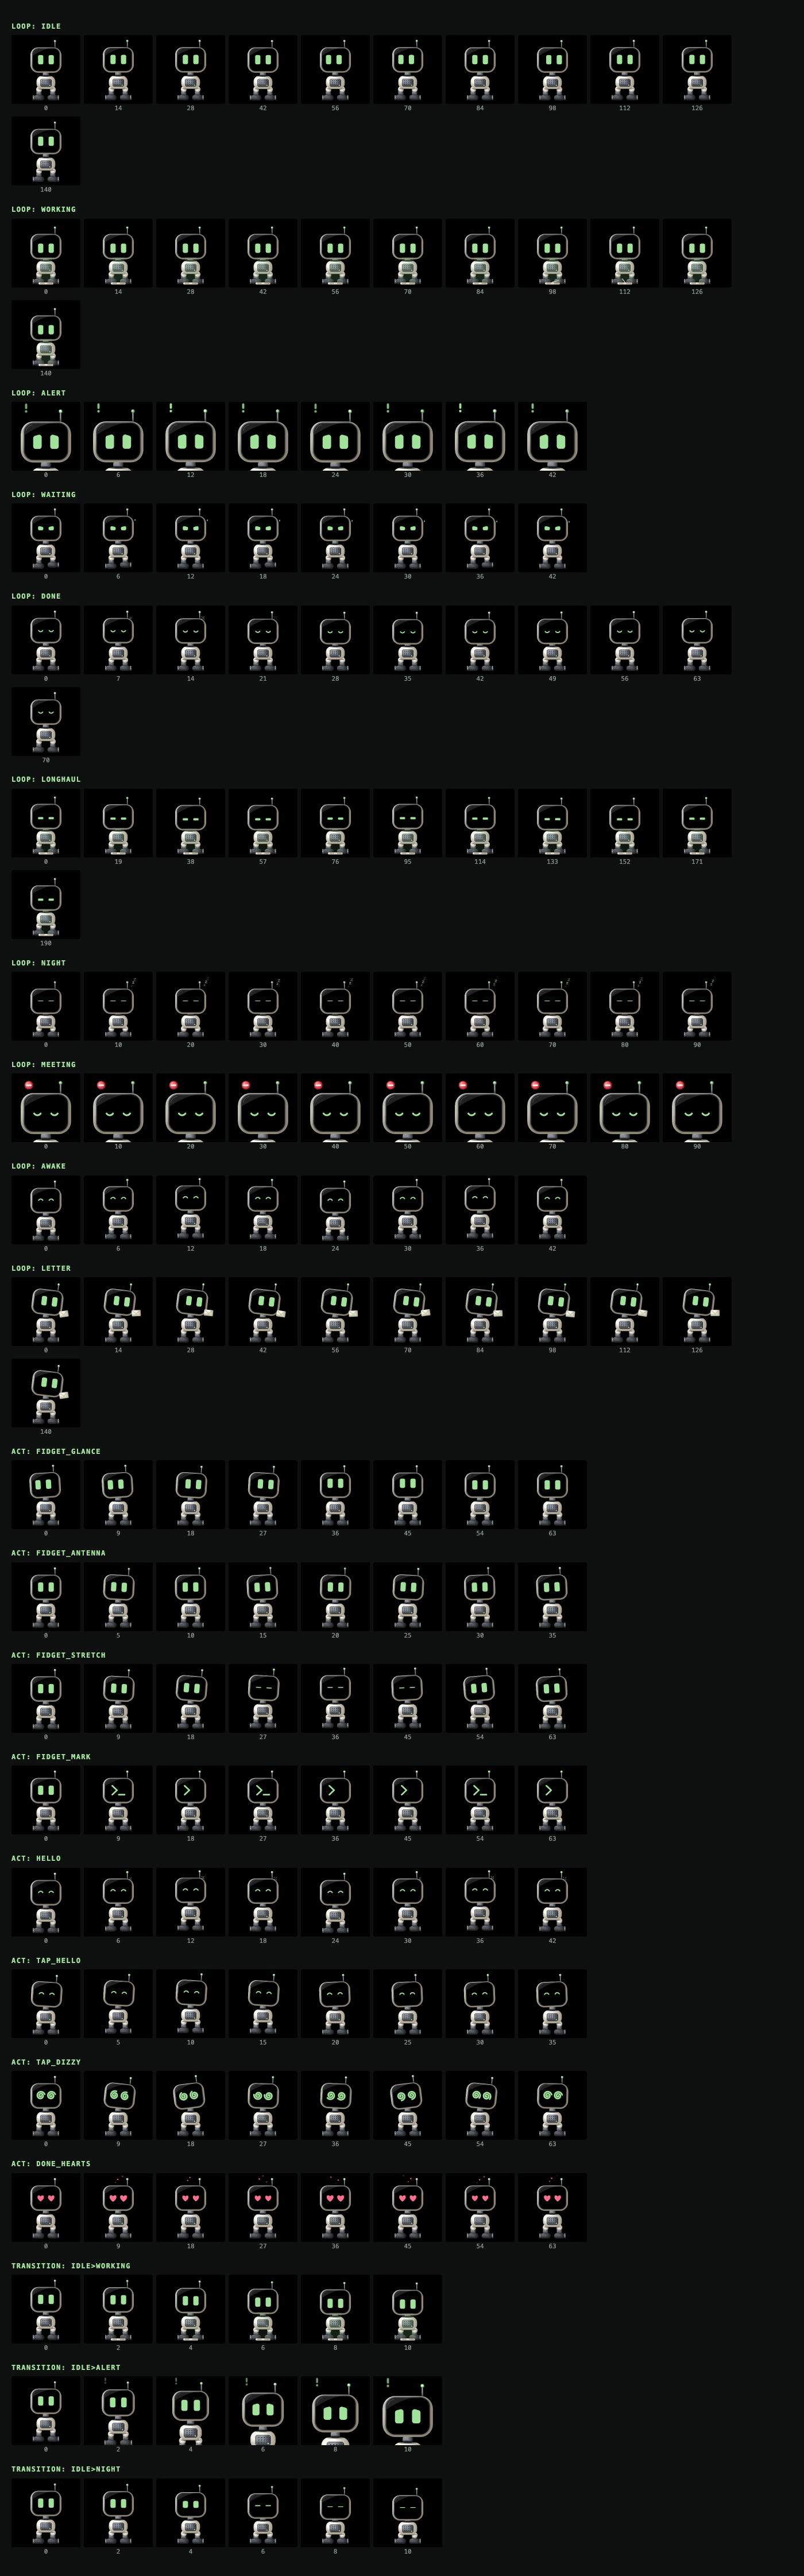 LOOP: IDLE
0 14 28 42 56 70 84 98 112 126
140
LOOP: WORKING
0 14 28 42 56 70 84 98 112 126
140
LOOP: ALERT
! ! ! ! ! ! ! !
0 6 12 18 24 30 36 42
LOOP: WAITING
0 6 12 18 24 30 36 42
LOOP: DONE
0 7 14 21 28 35 42 49 56 63
70
LOOP: LONGHAUL
0 19 38 57 76 95 114 133 152 171
190
LOOP: NIGHT
0 10 20 30 40 50 60 70 80 90
LOOP: MEETING
0 10 20 30 40 50 60 70 80 90
LOOP: AWAKE
0 6 12 18 24 30 36 42
LOOP: LETTER
0 14 28 42 56 70 84 98 112 126
140
ACT: FIDGET_GLANCE
0 9 18 27 36 45 54 63
ACT: FIDGET_ANTENNA
0 5 10 15 20 25 30 35
ACT: FIDGET_STRETCH
0 9 18 27 36 45 54 63
ACT: FIDGET_MARK
>_ > >_ > > >_ >
0 9 18 27 36 45 54 63
ACT: HELLO
0 6 12 18 24 30 36 42
ACT: TAP_HELLO
0 5 10 15 20 25 30 35
ACT: TAP_DIZZY
0 9 18 27 36 45 54 63
ACT: DONE_HEARTS
0 9 18 27 36 45 54 63
TRANSITION: IDLE>WORKING
0 2 4 6 8 10
TRANSITION: IDLE>ALERT
! ! ! ! !
0 2 4 6 8 10
TRANSITION: IDLE>NIGHT
0 2 4 6 8 10